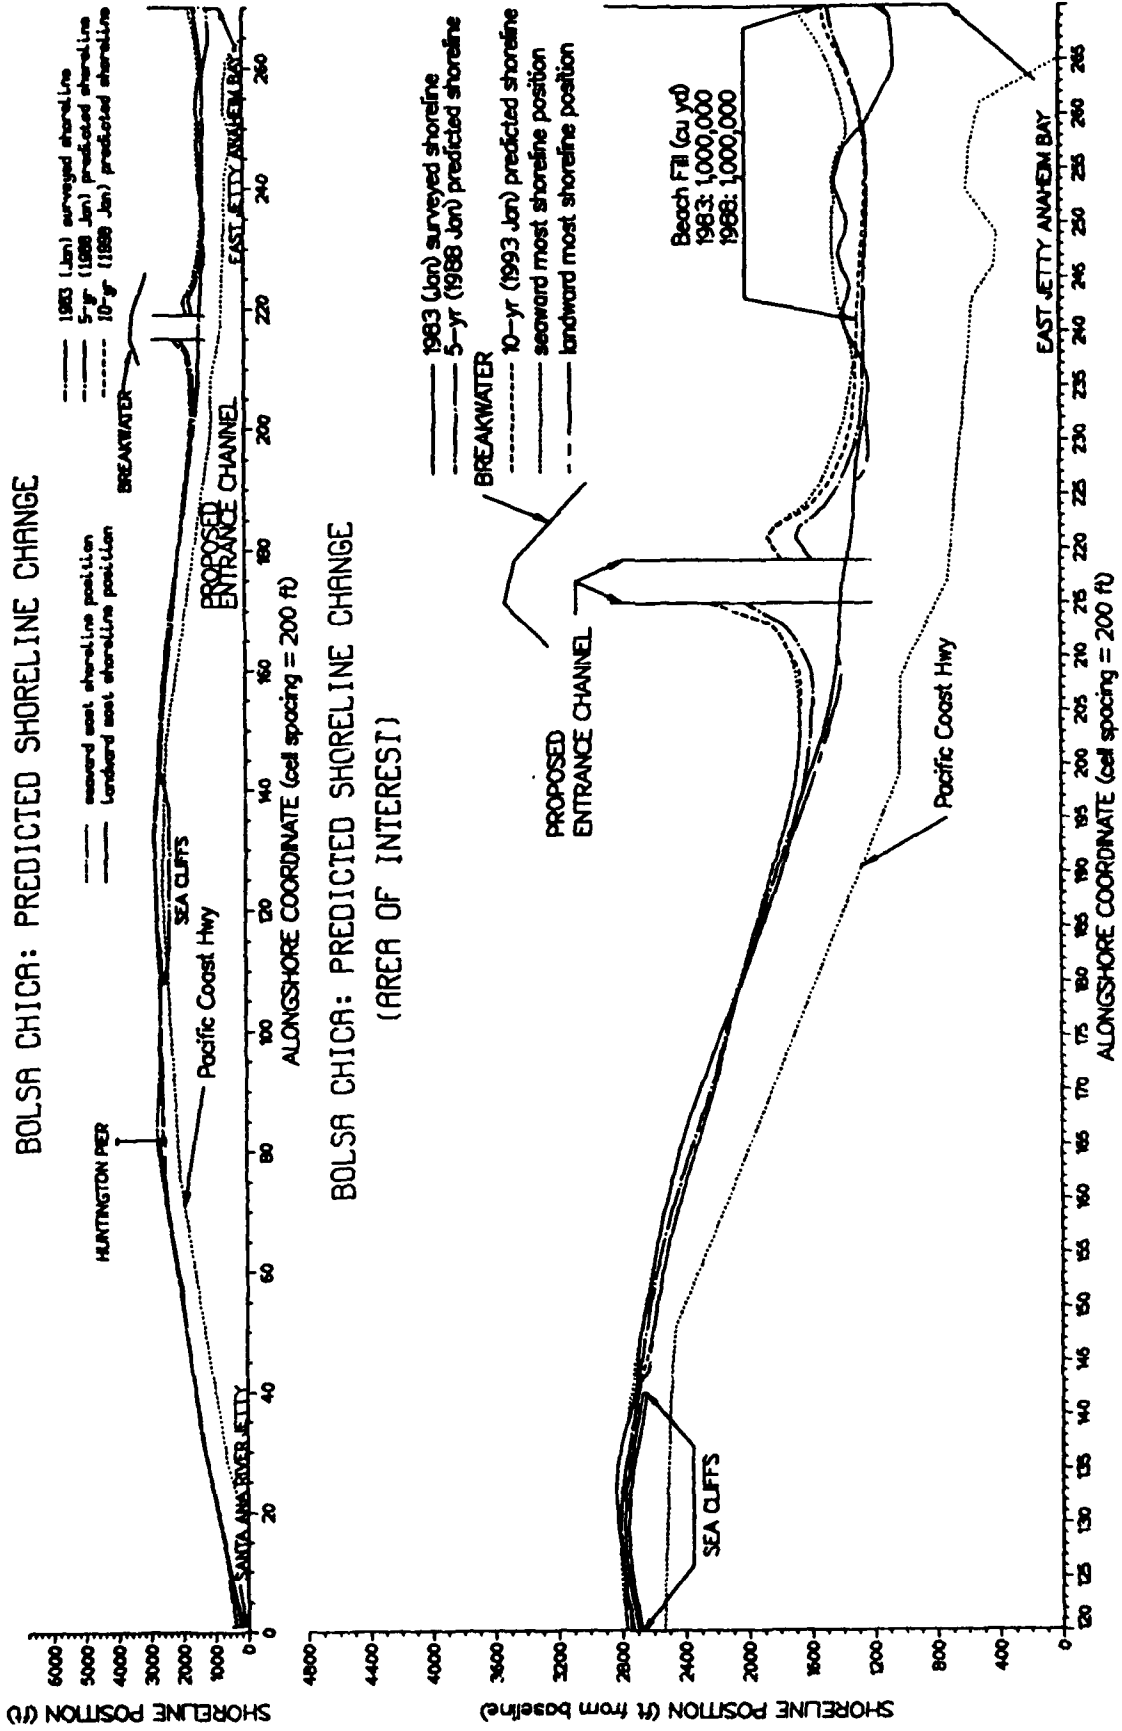 BOLSA CHICA: PREDICTED SHORELINE CHANGE
seaward most shoreline position
landward most shoreline position
1983 (Jan) surveyed shoreline
5-yr (1988 Jan) predicted shoreline
10-yr (1993 Jan) predicted shoreline
HUNTINGTON PIER
BREAKWATER
SEA CLIFFS
Pacific Coast Hwy
PROPOSED
ENTRANCE CHANNEL
SANTA ANA RIVER JETTY
EAST JETTY ANAHEIM BAY
SHORELINE POSITION (ft)
6000
5000
4000
3000
2000
1000
0
0 20 40 60 80 100 120 140 160 180 200 220 240 260
ALONGSHORE COORDINATE (cell spacing = 200 ft)
BOLSA CHICA: PREDICTED SHORELINE CHANGE
(AREA OF INTEREST)
1983 (Jan) surveyed shoreline
5-yr (1988 Jan) predicted shoreline
BREAKWATER
10-yr (1993 Jan) predicted shoreline
seaward most shoreline position
landward most shoreline position
PROPOSED
ENTRANCE CHANNEL
Beach Fill (cu yd)
1983: 1,000,000
1988: 1,000,000
SEA CLIFFS
Pacific Coast Hwy
EAST JETTY ANAHEIM BAY
SHORELINE POSITION (ft from baseline)
4800
4400
4000
3600
3200
2800
2400
2000
1600
1200
800
400
0
120 125 130 135 140 145 150 155 160 165 170 175 180 185 190 195 200 205 210 215 220 225 230 235 240 245 250 255 260 265
ALONGSHORE COORDINATE (cell spacing = 200 ft)